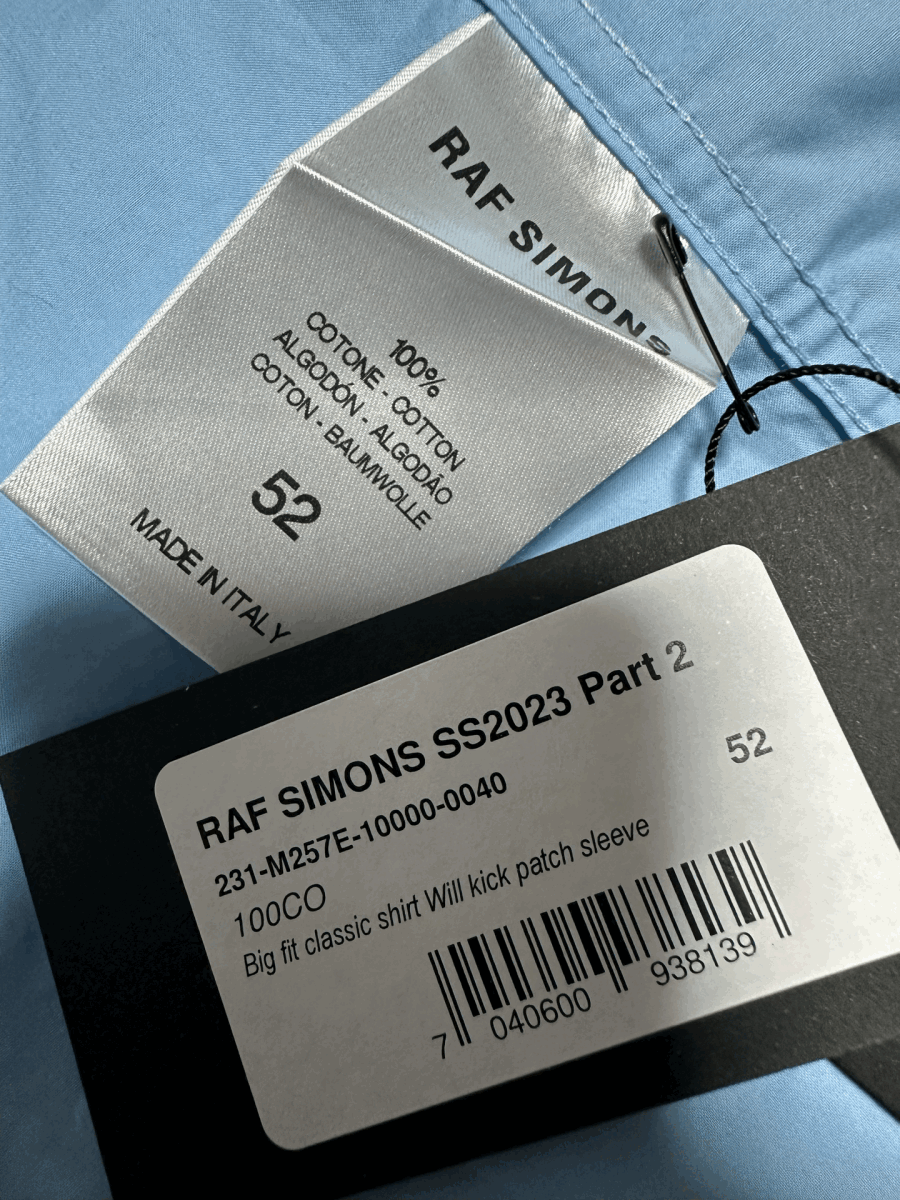 RAF SIMONS
100%
COTONE - COTTON
ALGODÓN - ALGODÃO
COTON - BAUMWOLLE
52
MADE IN ITALY
RAF SIMONS SS2023 Part 2
52
231-M257E-10000-0040
100CO
Big fit classic shirt Will kick patch sleeve
7 040600 938139